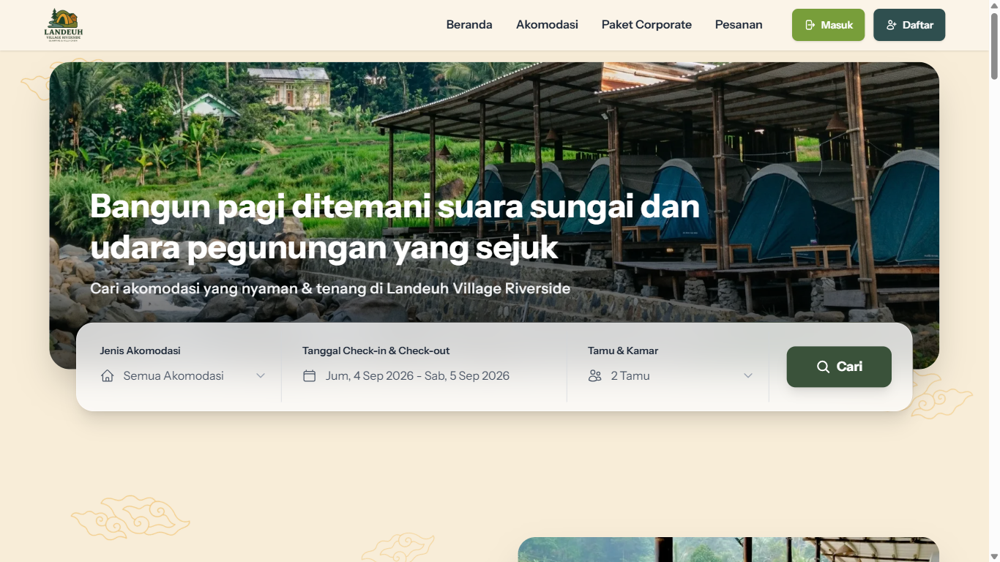 LANDEUH
VILLAGE RIVERSIDE
Beranda
Akomodasi
Paket Corporate
Pesanan
Masuk
Daftar
Bangun pagi ditemani suara sungai dan
udara pegunungan yang sejuk
Cari akomodasi yang nyaman & tenang di Landeuh Village Riverside
Jenis Akomodasi
Semua Akomodasi
Tanggal Check-in & Check-out
Jum, 4 Sep 2026 - Sab, 5 Sep 2026
Tamu & Kamar
2 Tamu
Cari